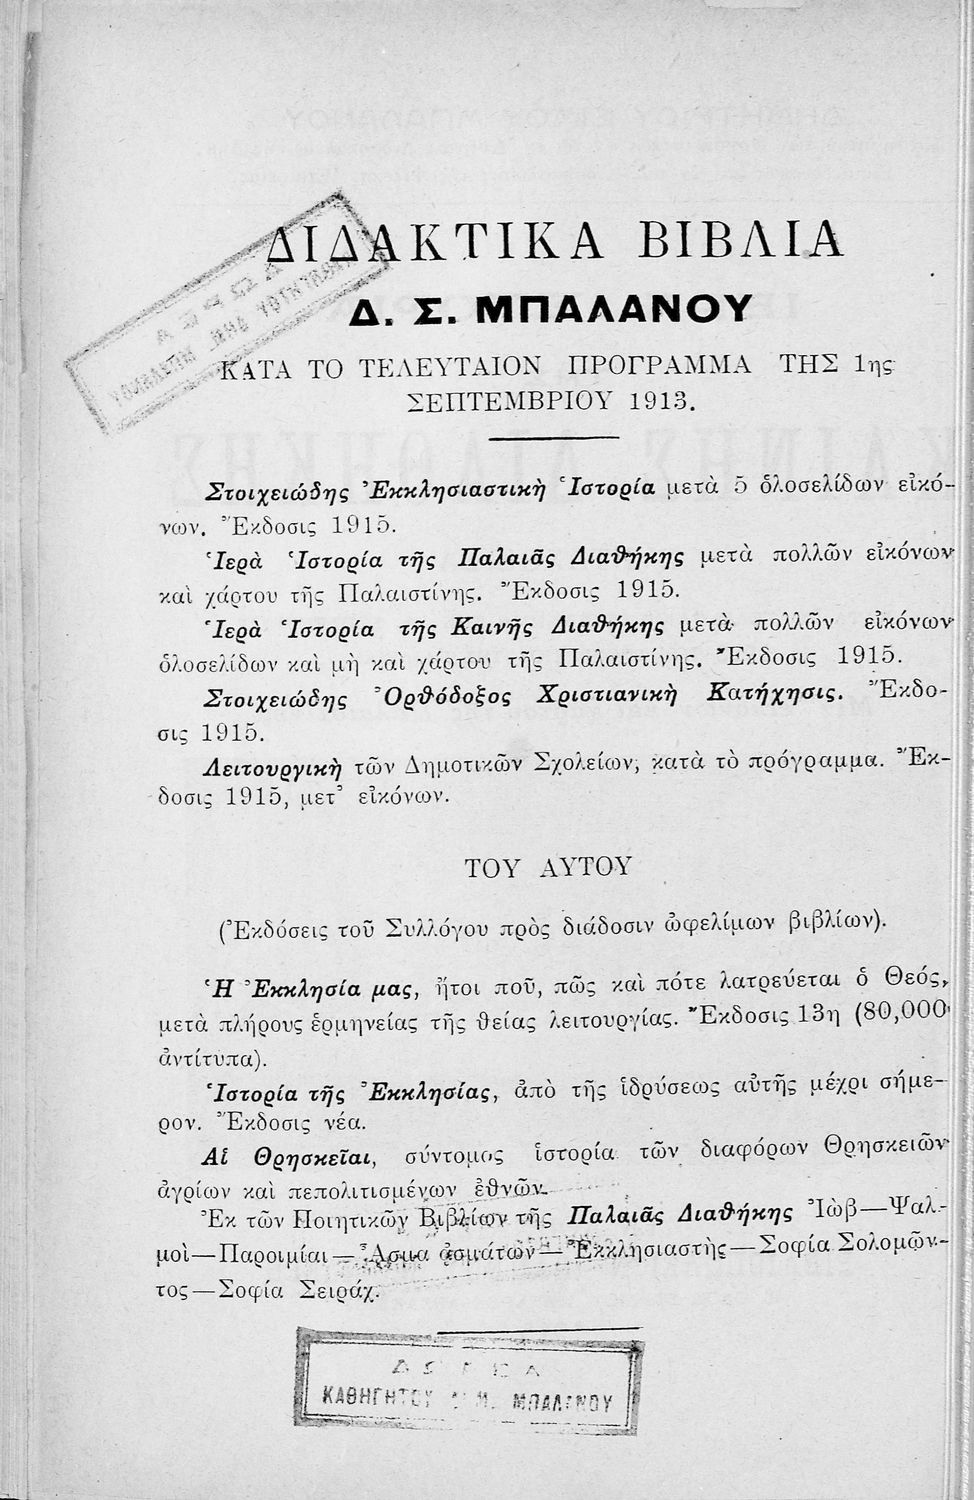 ΔΙΔΑΚΤΙΚΑ ΒΙΒΛΙΑ
Δ. Σ. ΜΠΑΛΑΝΟΥ
ΚΑΤΑ ΤΟ ΤΕΛΕΥΤΑΙΟΝ ΠΡΟΓΡΑΜΜΑ ΤΗΣ 1ης
ΣΕΠΤΕΜΒΡΙΟΥ 1913.
Στοιχειώδης Ἐκκλησιαστικὴ Ἱστορία μετὰ 5 ὁλοσελίδων εἰκό-
νων. Ἔκδοσις 1915.
Ἱερὰ Ἱστορία τῆς Παλαιᾶς Διαθήκης μετὰ πολλῶν εἰκόνων
καὶ χάρτου τῆς Παλαιστίνης. Ἔκδοσις 1915.
Ἱερὰ Ἱστορία τῆς Καινῆς Διαθήκης μετὰ πολλῶν εἰκόνων
ὁλοσελίδων καὶ μὴ καὶ χάρτου τῆς Παλαιστίνης. Ἔκδοσις 1915.
Στοιχειώδης Ὀρθόδοξος Χριστιανικὴ Κατήχησις. Ἔκδο-
σις 1915.
Λειτουργικὴ τῶν Δημοτικῶν Σχολείων, κατὰ τὸ πρόγραμμα. Ἔκ-
δοσις 1915, μετ᾽ εἰκόνων.
ΤΟΥ ΑΥΤΟΥ
(Ἐκδόσεις τοῦ Συλλόγου πρὸς διάδοσιν ὠφελίμων βιβλίων).
Ἡ Ἐκκλησία μας, ἤτοι ποῦ, πῶς καὶ πότε λατρεύεται ὁ Θεός,
μετὰ πλήρους ἑρμηνείας τῆς θείας λειτουργίας. Ἔκδοσις 13η (80,000
ἀντίτυπα).
Ἱστορία τῆς Ἐκκλησίας, ἀπὸ τῆς ἱδρύσεως αὐτῆς μέχρι σήμε-
ρον. Ἔκδοσις νέα.
Αἱ Θρησκεῖαι, σύντομος ἱστορία τῶν διαφόρων Θρησκειῶν
ἀγρίων καὶ πεπολιτισμένων ἐθνῶν.
Ἐκ τῶν Ποιητικῶν Βιβλίων τῆς Παλαιᾶς Διαθήκης Ἰὼβ—Ψαλ-
μοὶ—Παροιμίαι—Ἆσμα ᾀσμάτων—Ἐκκλησιαστὴς—Σοφία Σολομῶν-
τος—Σοφία Σειράχ.
ΔΩΡΕΑ
ΚΑΘΗΓΗΤΟΥ ΜΠΑΛΑΝΟΥ